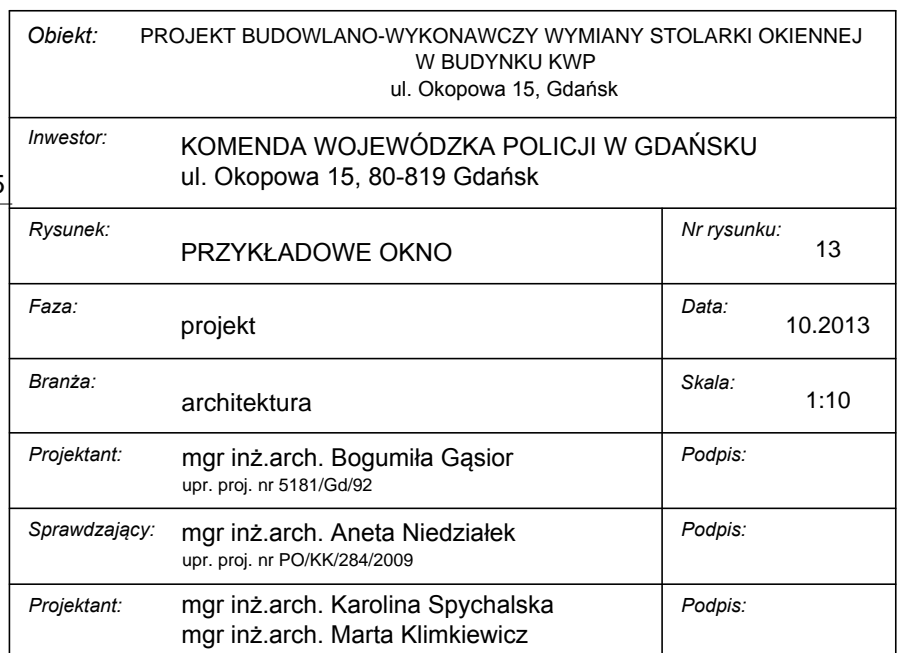 Obiekt: PROJEKT BUDOWLANO-WYKONAWCZY WYMIANY STOLARKI OKIENNEJ
W BUDYNKU KWP
ul. Okopowa 15, Gdańsk
Inwestor: KOMENDA WOJEWÓDZKA POLICJI W GDAŃSKU
ul. Okopowa 15, 80-819 Gdańsk
5
Rysunek: PRZYKŁADOWE OKNO Nr rysunku: 13
Faza: projekt Data: 10.2013
Branża: architektura Skala: 1:10
Projektant: mgr inż.arch. Bogumiła Gąsior Podpis:
upr. proj. nr 5181/Gd/92
Sprawdzający: mgr inż.arch. Aneta Niedziałek Podpis:
upr. proj. nr PO/KK/284/2009
Projektant: mgr inż.arch. Karolina Spychalska Podpis:
mgr inż.arch. Marta Klimkiewicz